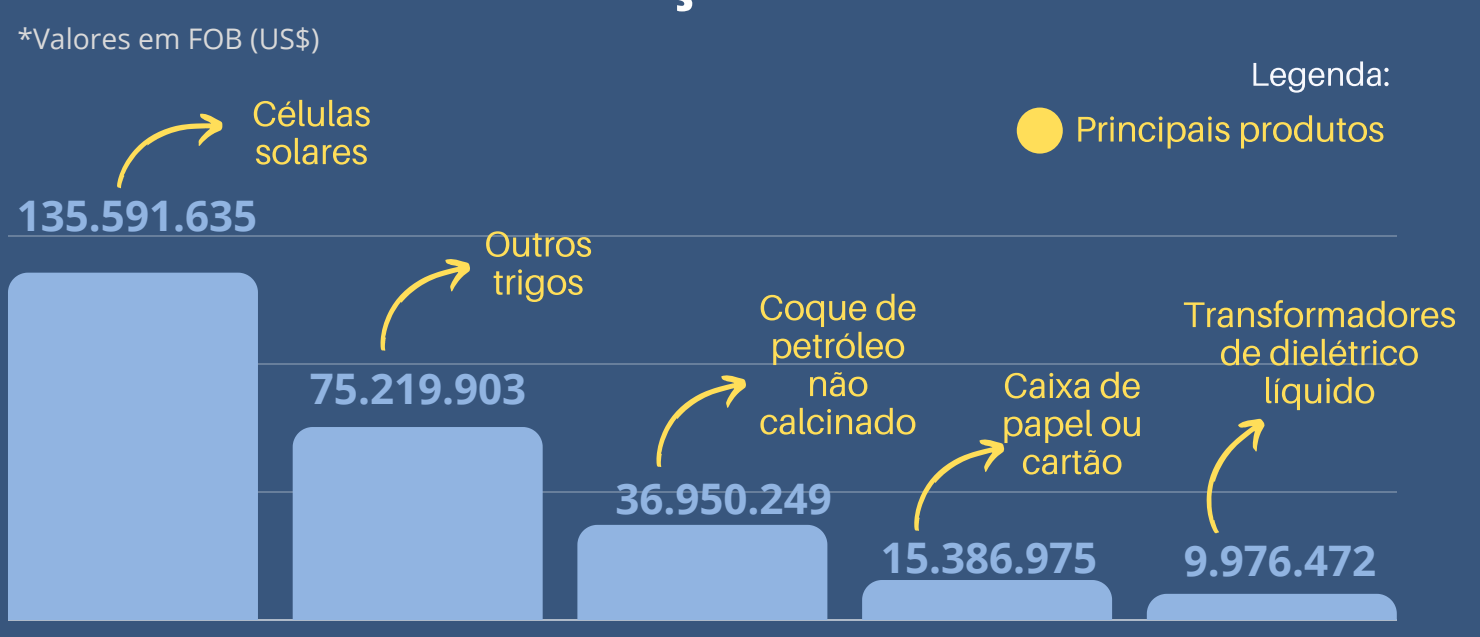 *Valores em FOB (US$)
Legenda:
Principais produtos
Células
solares
135.591.635
Outros
trigos
75.219.903
Coque de
petróleo
não
calcinado
36.950.249
Caixa de
papel ou
cartão
15.386.975
Transformadores
de dielétrico
líquido
9.976.472